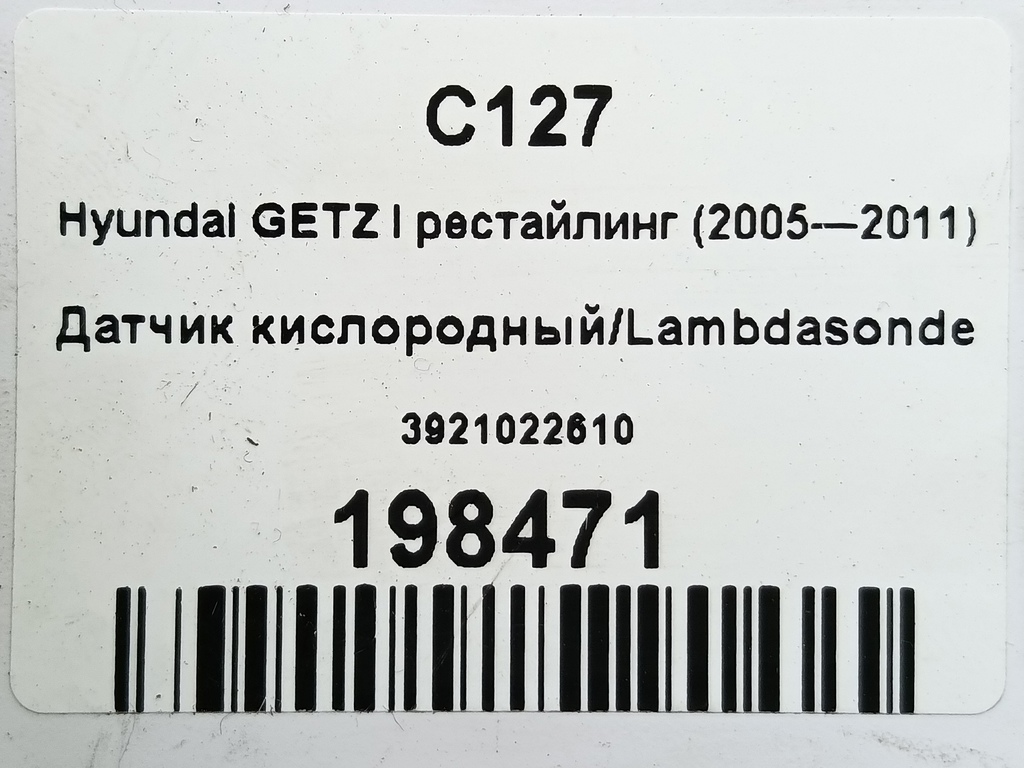 C127
Hyundai GETZ I рестайлинг (2005—2011)
Датчик кислородный/Lambdasonde
3921022610
198471